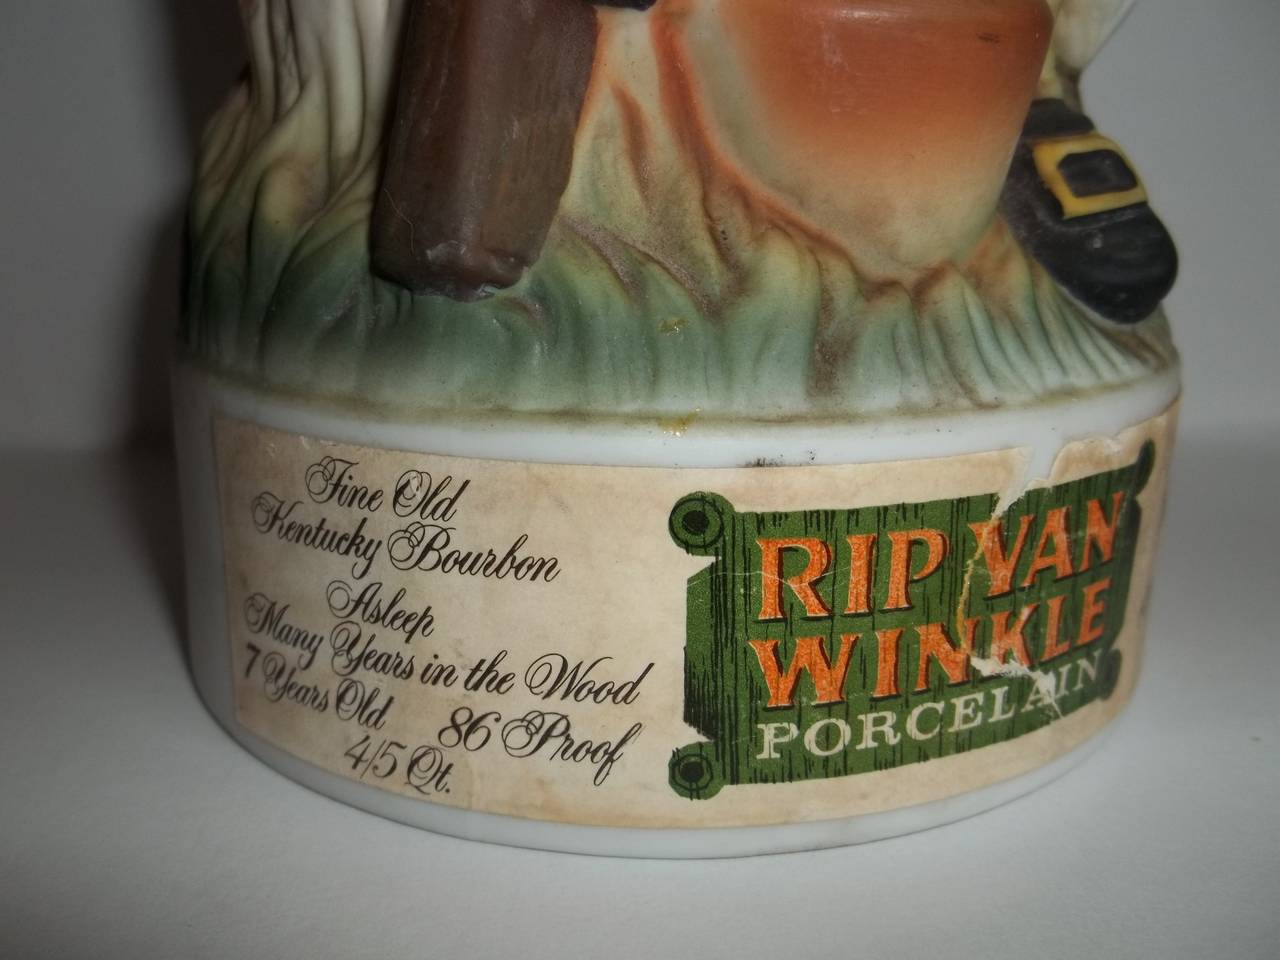 Fine Old
Kentucky Bourbon
Asleep
Many Years in the Wood
7 Years Old 86 Proof
4/5 Qt.
RIP VAN
WINKLE
PORCELAIN